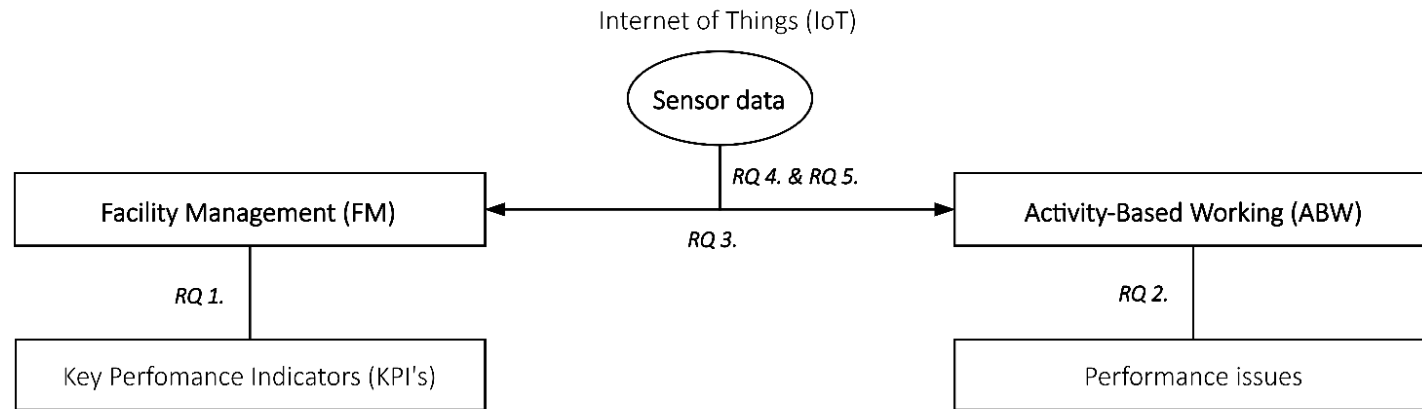 Internet of Things (IoT)
Sensor data
RQ 4. & RQ 5.
Facility Management (FM)
Activity-Based Working (ABW)
RQ 3.
RQ 1.
RQ 2.
Key Perfomance Indicators (KPI's)
Performance issues